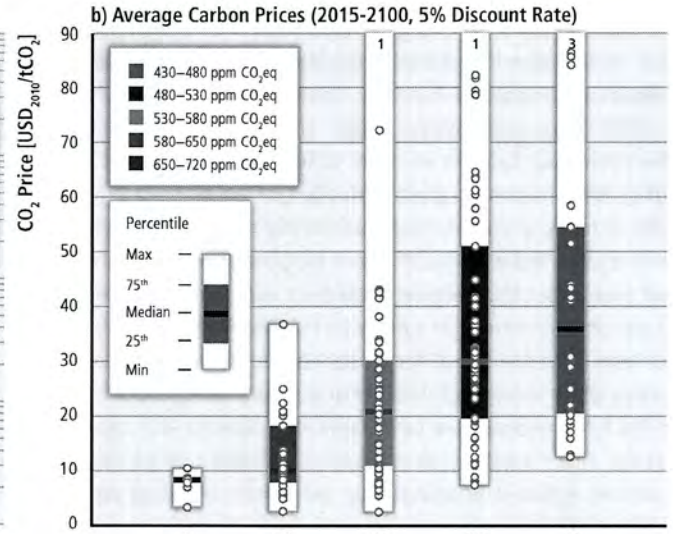 b) Average Carbon Prices (2015-2100, 5% Discount Rate)
CO₂ Price [USD₂₀₁₀/tCO₂]
90
80
70
60
50
40
30
20
10
0
430–480 ppm CO₂eq
480–530 ppm CO₂eq
530–580 ppm CO₂eq
580–650 ppm CO₂eq
650–720 ppm CO₂eq
Percentile
Max
75th
Median
25th
Min
1
1
3